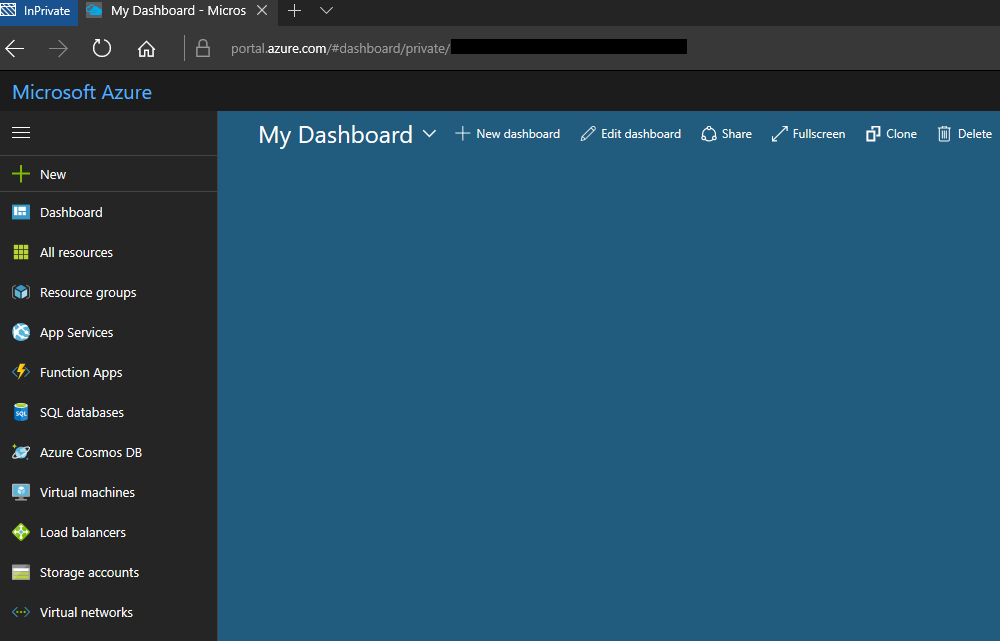 InPrivate My Dashboard - Micros
portal.azure.com/#dashboard/private/
Microsoft Azure
My Dashboard New dashboard Edit dashboard Share Fullscreen Clone Delete
New
Dashboard
All resources
Resource groups
App Services
Function Apps
SQL databases
Azure Cosmos DB
Virtual machines
Load balancers
Storage accounts
Virtual networks